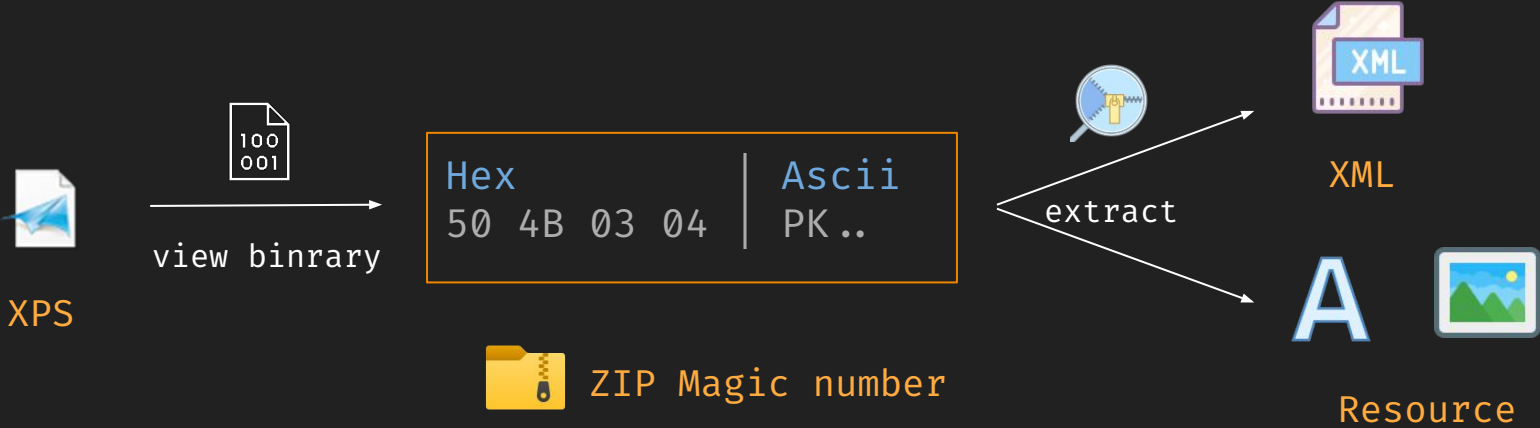 XPS
100
001
view binrary
Hex
Ascii
50 4B 03 04
PK..
ZIP Magic number
extract
XML
XML
A
Resource